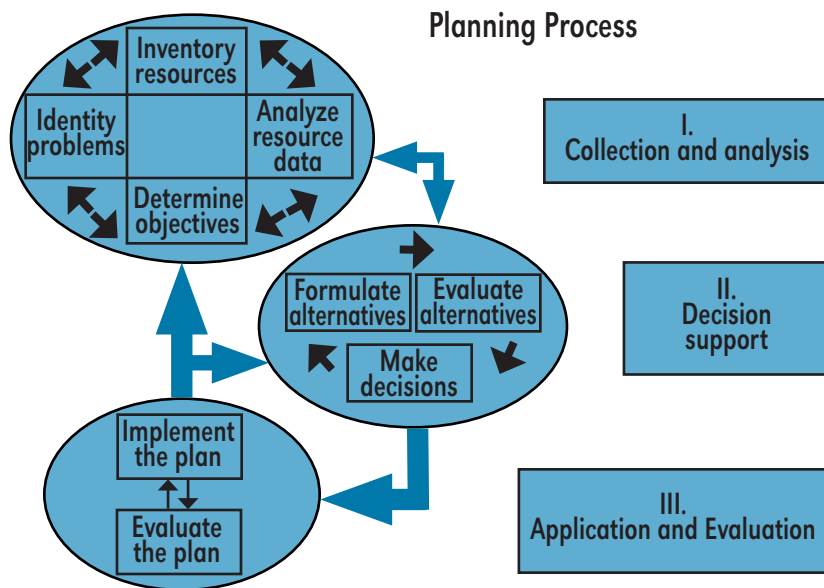 Planning Process
Inventory
resources
Identity
problems
Analyze
resource
data
Determine
objectives
I.
Collection and analysis
Formulate
alternatives
Evaluate
alternatives
Make
decisions
II.
Decision
support
Implement
the plan
Evaluate
the plan
III.
Application and Evaluation